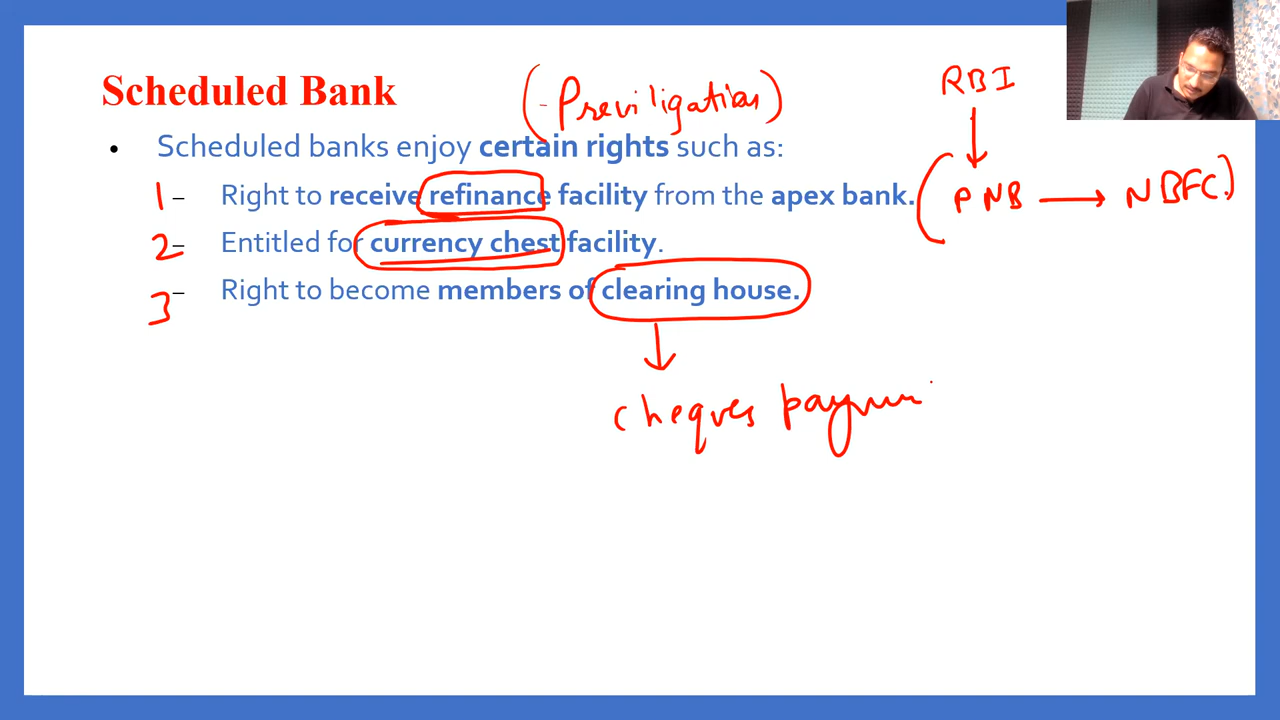 Scheduled Bank
(- Previligation)
RBI
• Scheduled banks enjoy certain rights such as:
1 – Right to receive refinance facility from the apex bank.
(PNB → NBFC.)
2 – Entitled for currency chest facility.
3 – Right to become members of clearing house.
cheques